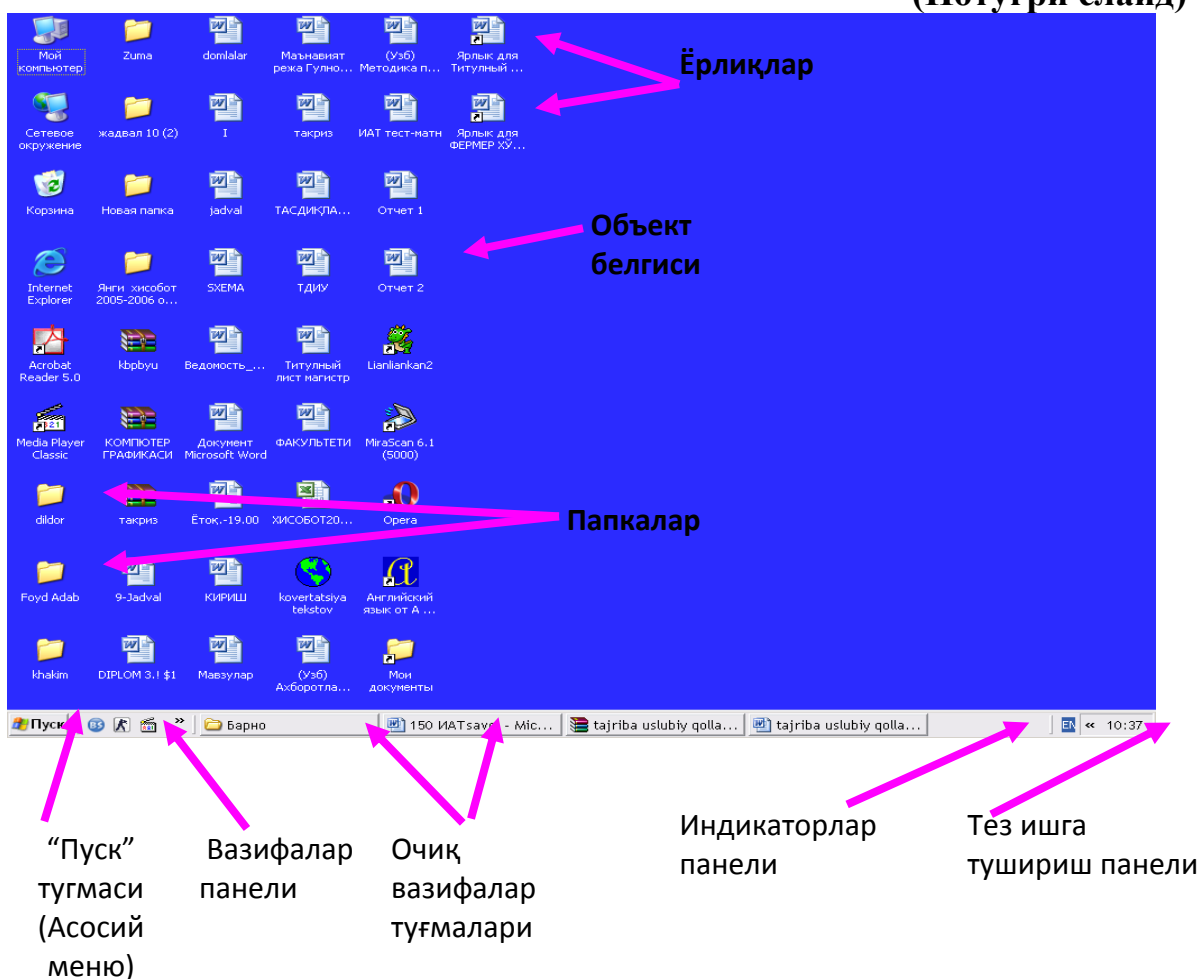 (Нотуғри слайд)
Мой
компьютер
Zuma
domlalar
Маънавият
режа Гулно...
(Узб)
Методика п...
Ярлык для
Титулный ...
Ёрлиқлар
Сетевое
окружение
жадвал 10 (2)
I
такриз
ИАТ тест-матн
Ярлык для
ФЕРМЕР ХЎ...
Корзина
Новая папка
jadval
ТАСДИҚЛА...
Отчет 1
Объект
белгиси
Internet
Explorer
Янги хисобот
2005-2006 о...
SXEMA
ТДИУ
Отчет 2
Acrobat
Reader 5.0
kbpbyu
Ведомость_...
Титулный
лист магистр
Lianliankan2
Media Player
Classic
КОМПЮТЕР
ГРАФИКАСИ
Документ
Microsoft Word
ФАКУЛЬТЕТИ
MiraScan 6.1
(5000)
dildor
такриз
Ётоқ.-19.00
ХИСОБОТ20...
Opera
Папкалар
Foyd Adab
9-Jadval
КИРИШ
kovertatsiya
tekstov
Английский
язык от А ...
khakim
DIPLOM 3.! $1
Мавзулар
(Узб)
Ахборотла...
Мои
документы
Пуск
Барно
150 ИАТsave - Mic...
tajriba uslubiy qolla...
tajriba uslubiy qolla...
EN
10:37
“Пуск”
тугмаси
(Асосий
меню)
Вазифалар
панели
Очиқ
вазифалар
туғмалари
Индикаторлар
панели
Тез ишга
тушириш панели